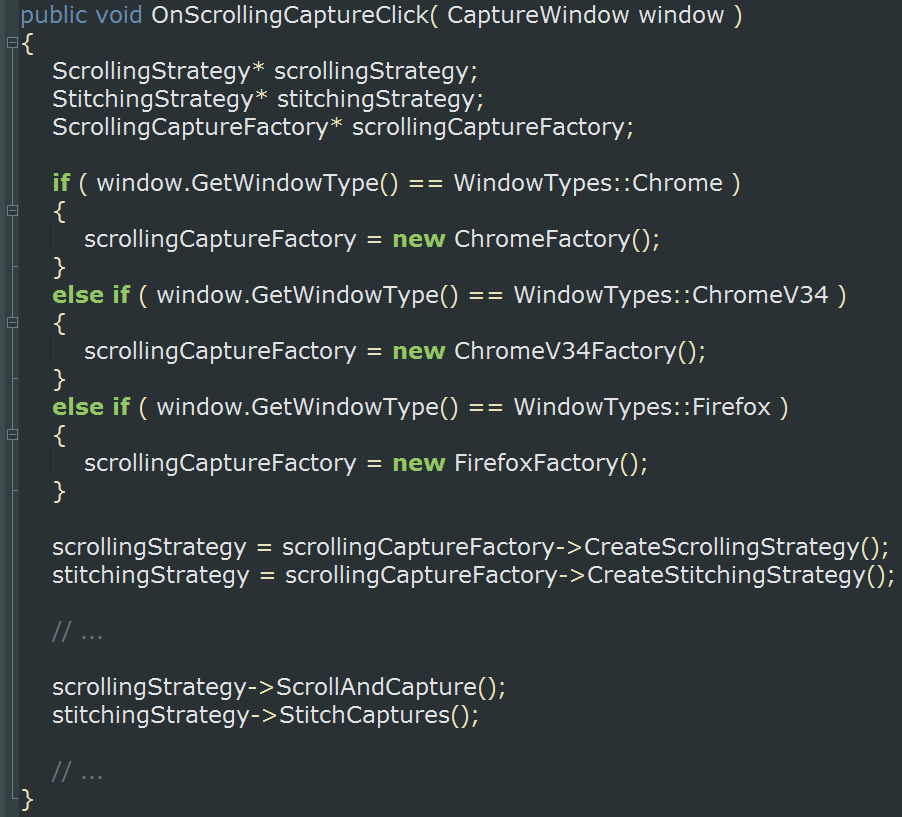 public void OnScrollingCaptureClick( CaptureWindow window )
{
ScrollingStrategy* scrollingStrategy;
StitchingStrategy* stitchingStrategy;
ScrollingCaptureFactory* scrollingCaptureFactory;
if ( window.GetWindowType() == WindowTypes::Chrome )
{
scrollingCaptureFactory = new ChromeFactory();
}
else if ( window.GetWindowType() == WindowTypes::ChromeV34 )
{
scrollingCaptureFactory = new ChromeV34Factory();
}
else if ( window.GetWindowType() == WindowTypes::Firefox )
{
scrollingCaptureFactory = new FirefoxFactory();
}
scrollingStrategy = scrollingCaptureFactory->CreateScrollingStrategy();
stitchingStrategy = scrollingCaptureFactory->CreateStitchingStrategy();
// ...
scrollingStrategy->ScrollAndCapture();
stitchingStrategy->StitchCaptures();
// ...
}